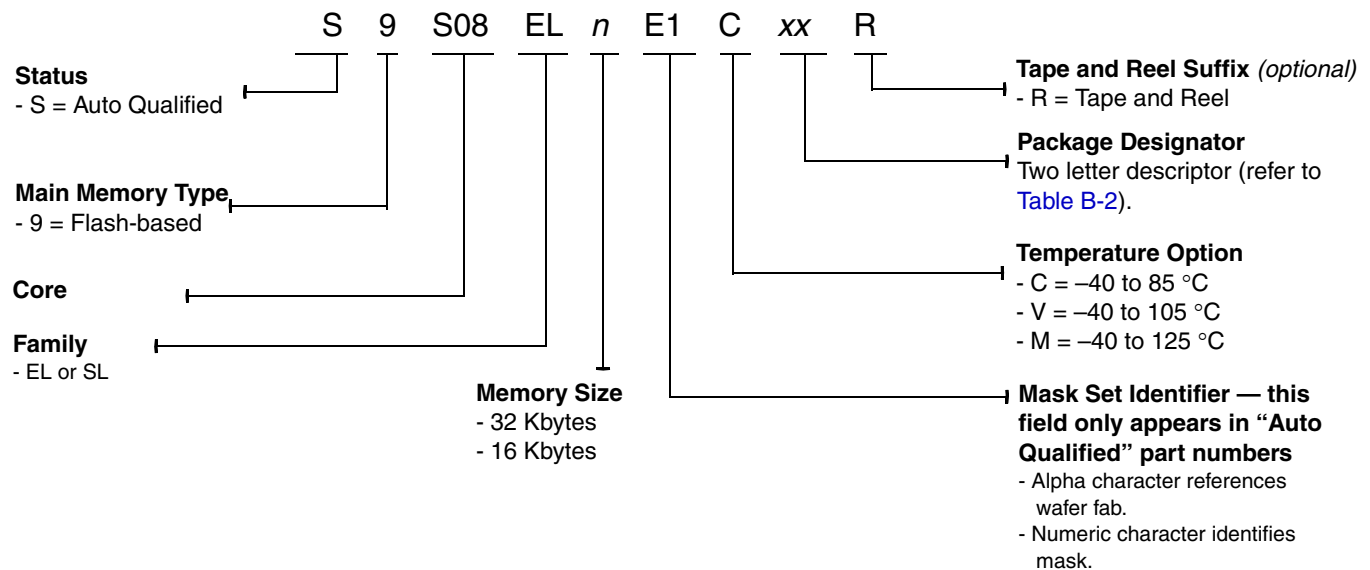 S 9 S08 EL n E1 C xx R
Status
- S = Auto Qualified
Main Memory Type
- 9 = Flash-based
Core
Family
- EL or SL
Memory Size
- 32 Kbytes
- 16 Kbytes
Tape and Reel Suffix (optional)
- R = Tape and Reel
Package Designator
Two letter descriptor (refer to
Table B-2).
Temperature Option
- C = –40 to 85 °C
- V = –40 to 105 °C
- M = –40 to 125 °C
Mask Set Identifier — this
field only appears in “Auto
Qualified” part numbers
- Alpha character references
wafer fab.
- Numeric character identifies
mask.